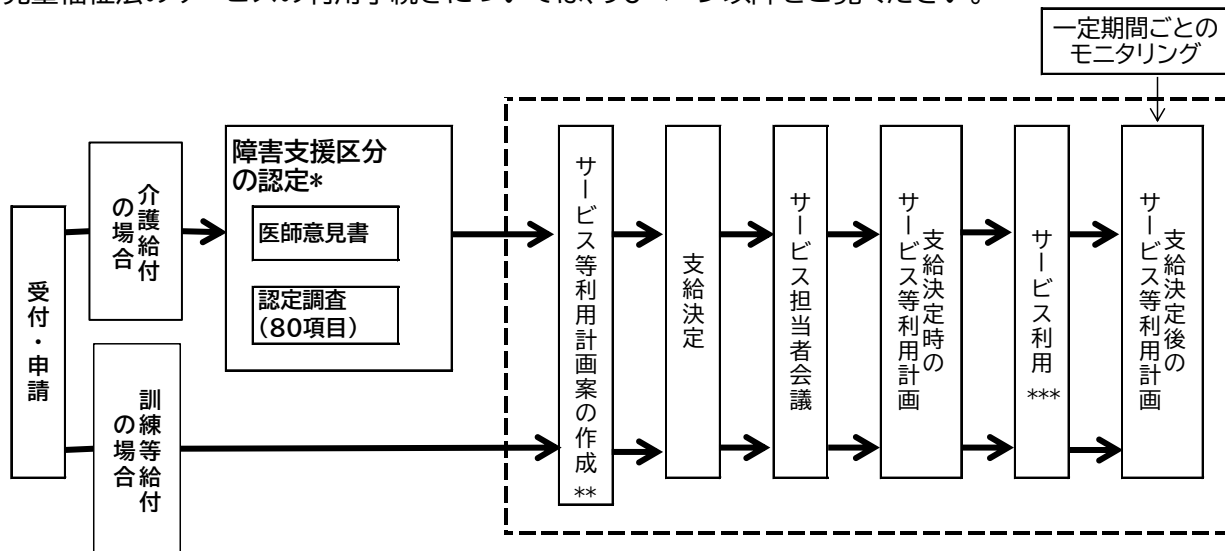 一定期間ごとの
モニタリング
受付・申請
介護給付
の場合
障害支援区分
の認定*
医師意見書
認定調査
(80項目)
訓練等給付
の場合
サービス等利用計画案の作成**
支給決定
サービス担当者会議
支給決定時の
サービス等利用計画
サービス利用***
支給決定後の
サービス等利用計画